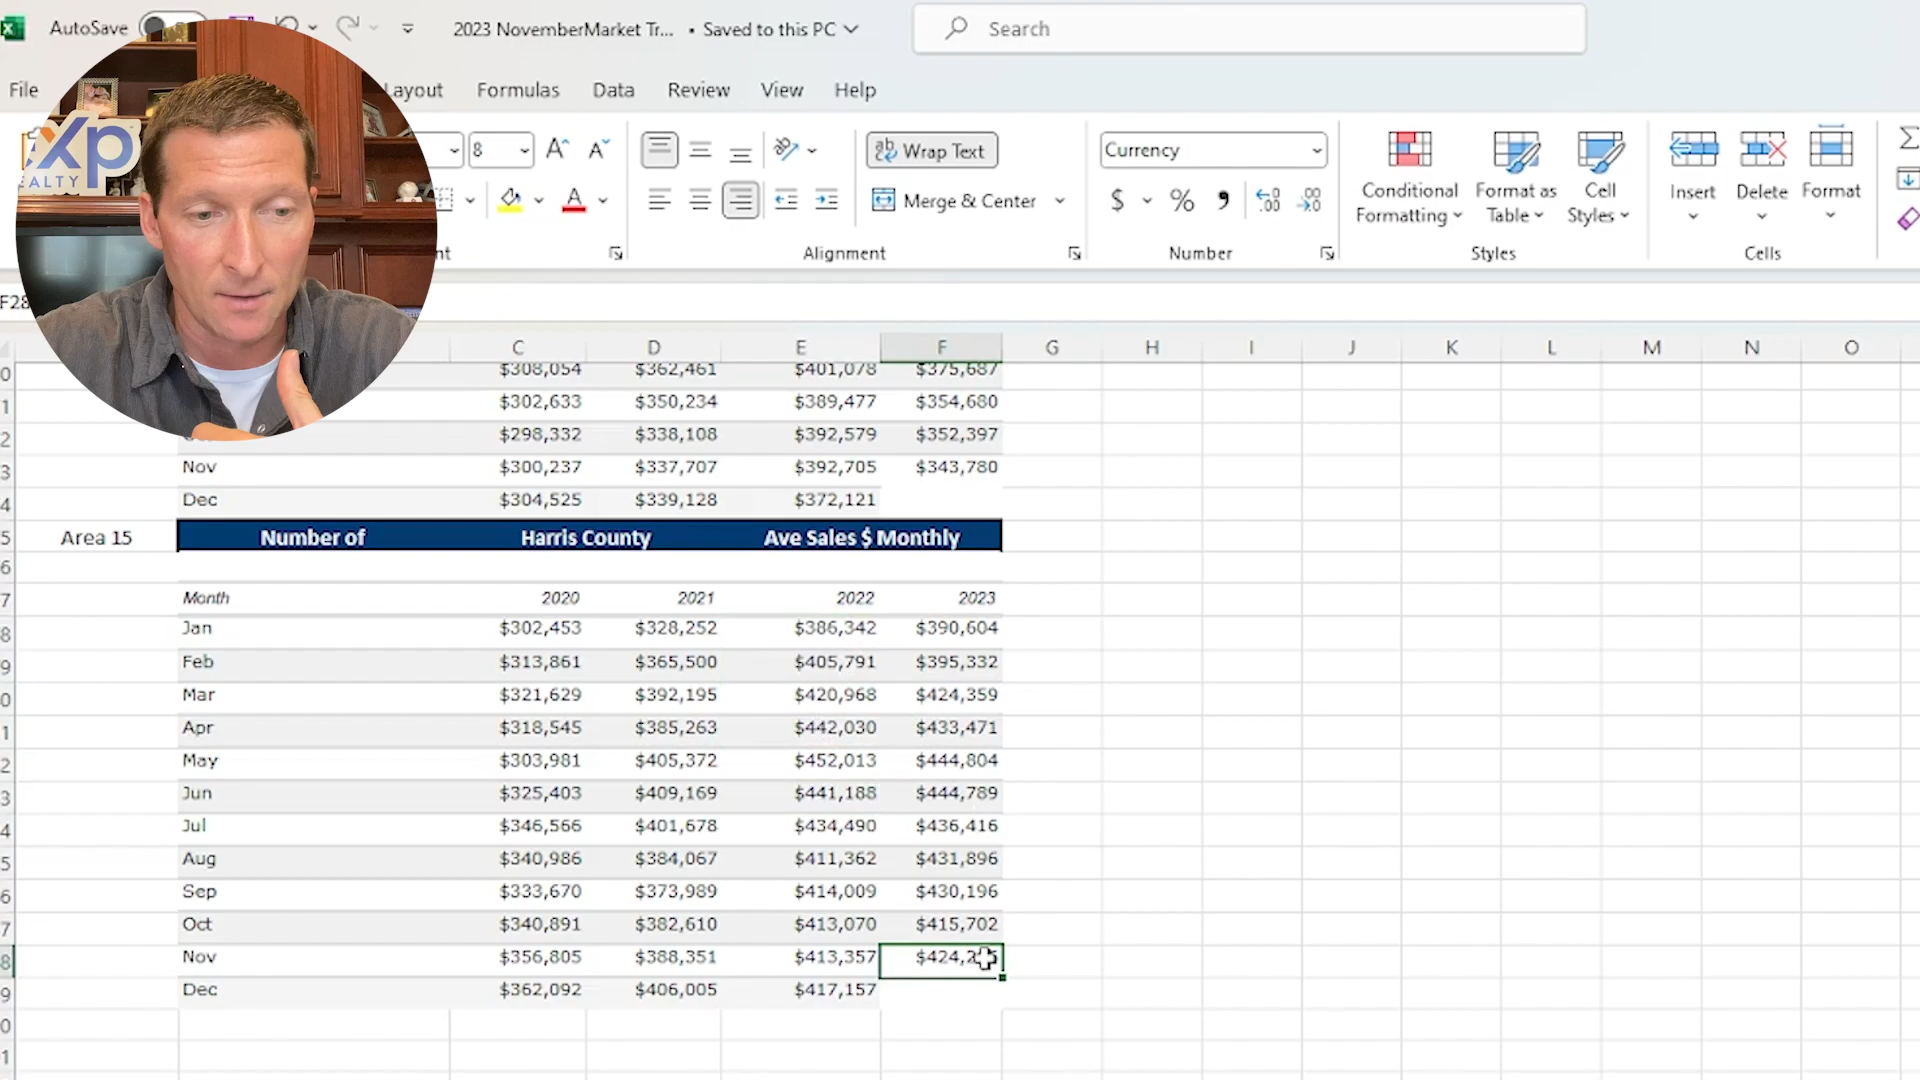 AutoSave
2023 NovemberMarket Tr... • Saved to this PC
Search
File
Layout
Formulas
Data
Review
View
Help
xp
EALTY
8
Wrap Text
Merge & Center
Currency
$ % 9
Conditional Formatting
Format as Table
Cell Styles
Insert
Delete
Format
Alignment
Number
Styles
Cells
C D E F G H I J K L M N O
$308,054 $362,461 $401,078 $375,687
$302,633 $350,234 $389,477 $354,680
$298,332 $338,108 $392,579 $352,397
Nov $300,237 $337,707 $392,705 $343,780
Dec $304,525 $339,128 $372,121
Area 15 Number of Harris County Ave Sales $ Monthly
Month 2020 2021 2022 2023
Jan $302,453 $328,252 $386,342 $390,604
Feb $313,861 $365,500 $405,791 $395,332
Mar $321,629 $392,195 $420,968 $424,359
Apr $318,545 $385,263 $442,030 $433,471
May $303,981 $405,372 $452,013 $444,804
Jun $325,403 $409,169 $441,188 $444,789
Jul $346,566 $401,678 $434,490 $436,416
Aug $340,986 $384,067 $411,362 $431,896
Sep $333,670 $373,989 $414,009 $430,196
Oct $340,891 $382,610 $413,070 $415,702
Nov $356,805 $388,351 $413,357
Dec $362,092 $406,005 $417,157